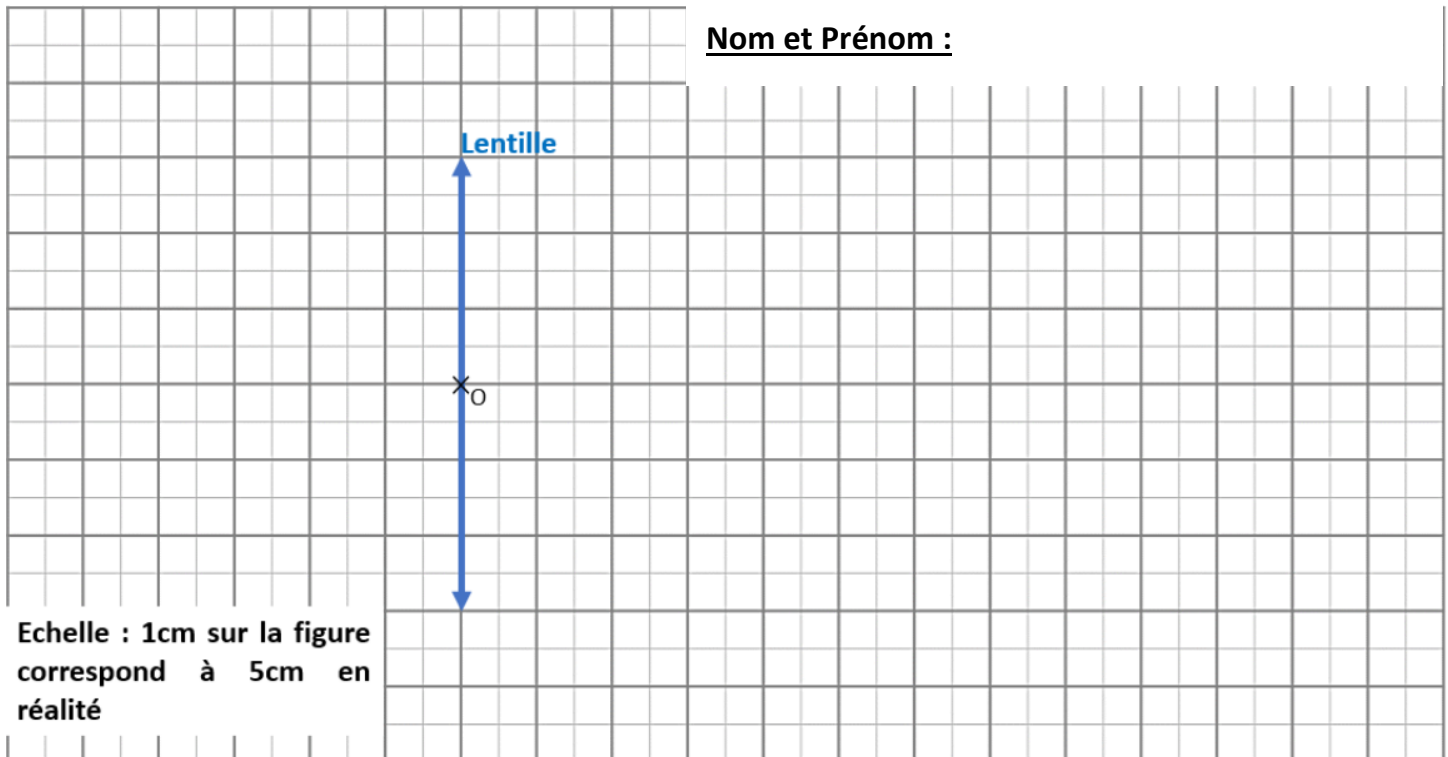 Nom et Prénom :
Lentille
O
Echelle : 1cm sur la figure
correspond à 5cm en
réalité